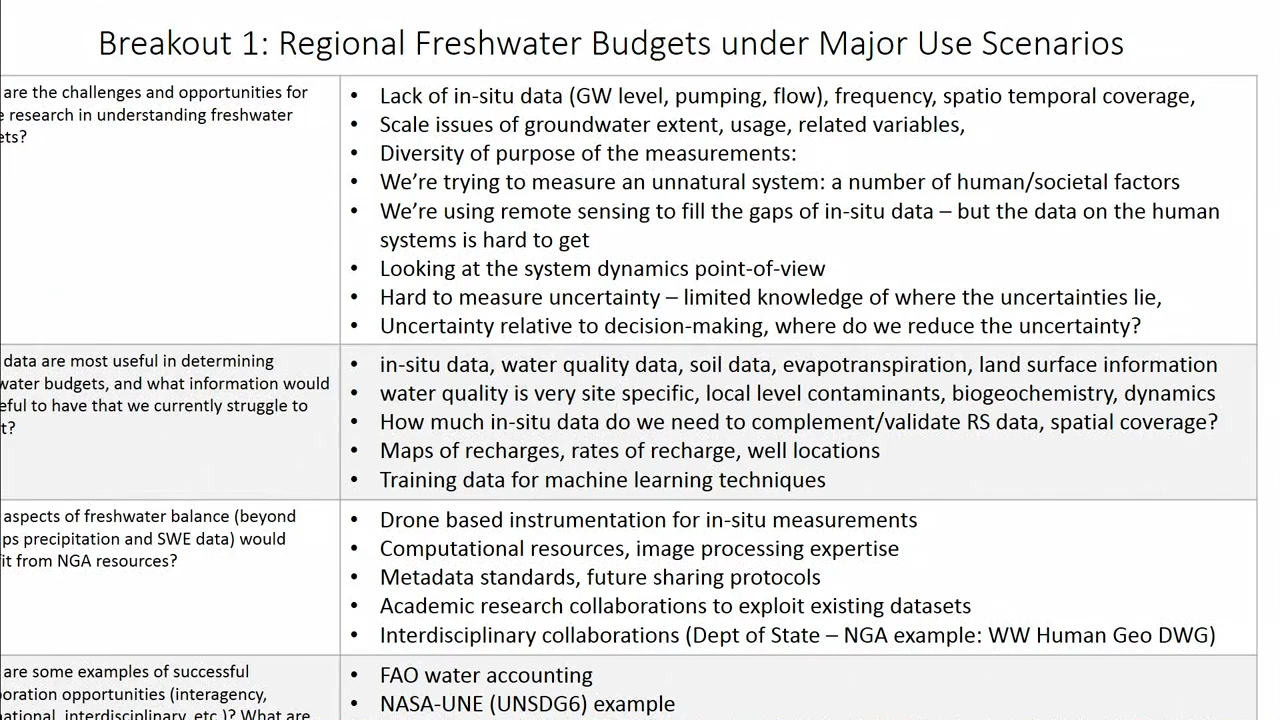 Breakout 1: Regional Freshwater Budgets under Major Use Scenarios
are the challenges and opportunities for
research in understanding freshwater
ets?
• Lack of in-situ data (GW level, pumping, flow), frequency, spatio temporal coverage,
• Scale issues of groundwater extent, usage, related variables,
• Diversity of purpose of the measurements:
• We’re trying to measure an unnatural system: a number of human/societal factors
• We’re using remote sensing to fill the gaps of in-situ data – but the data on the human
systems is hard to get
• Looking at the system dynamics point-of-view
• Hard to measure uncertainty – limited knowledge of where the uncertainties lie,
• Uncertainty relative to decision-making, where do we reduce the uncertainty?
data are most useful in determining
water budgets, and what information would
eful to have that we currently struggle to
t?
• in-situ data, water quality data, soil data, evapotranspiration, land surface information
• water quality is very site specific, local level contaminants, biogeochemistry, dynamics
• How much in-situ data do we need to complement/validate RS data, spatial coverage?
• Maps of recharges, rates of recharge, well locations
• Training data for machine learning techniques
aspects of freshwater balance (beyond
ps precipitation and SWE data) would
it from NGA resources?
• Drone based instrumentation for in-situ measurements
• Computational resources, image processing expertise
• Metadata standards, future sharing protocols
• Academic research collaborations to exploit existing datasets
• Interdisciplinary collaborations (Dept of State – NGA example: WW Human Geo DWG)
are some examples of successful
oration opportunities (interagency,
national, interdisciplinary, etc.)? What are
• FAO water accounting
• NASA-UNE (UNSDG6) example